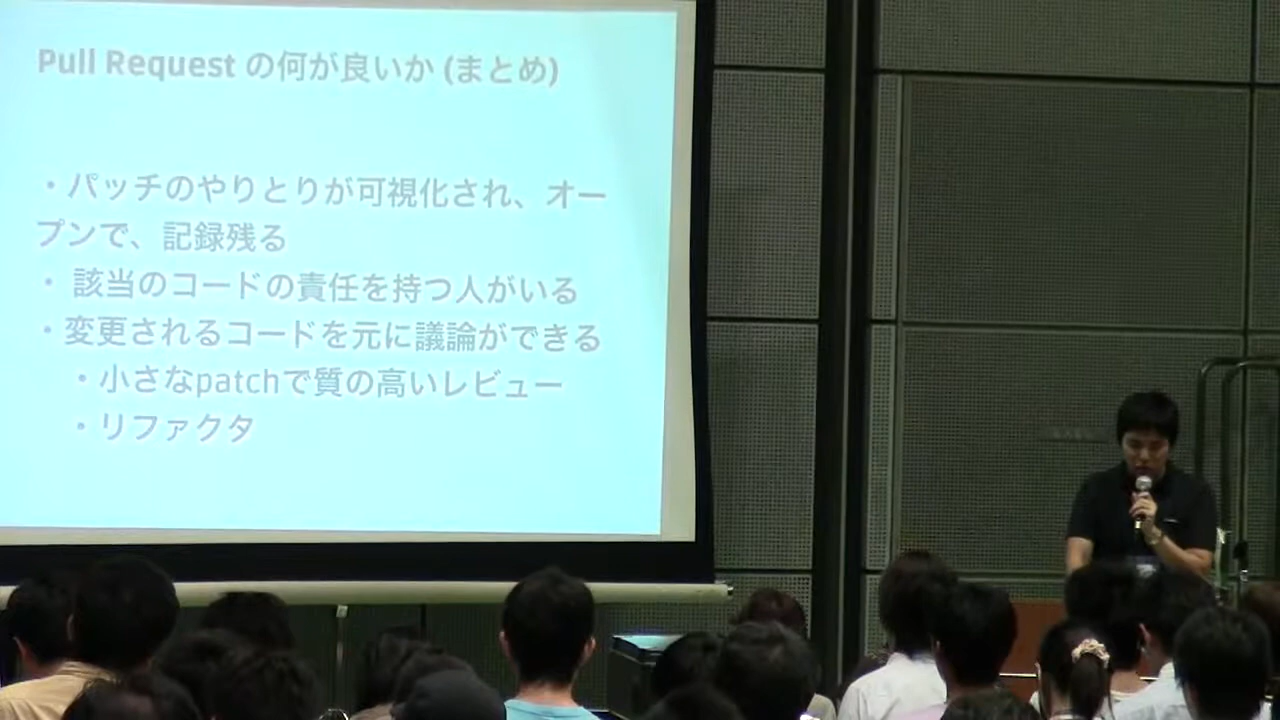 Pull Request の何が良いか (まとめ)
・パッチのやりとりが可視化され、オー
プンで、記録残る
・ 該当のコードの責任を持つ人がいる
・変更されるコードを元に議論ができる
・小さなpatchで質の高いレビュー
・リファクタ